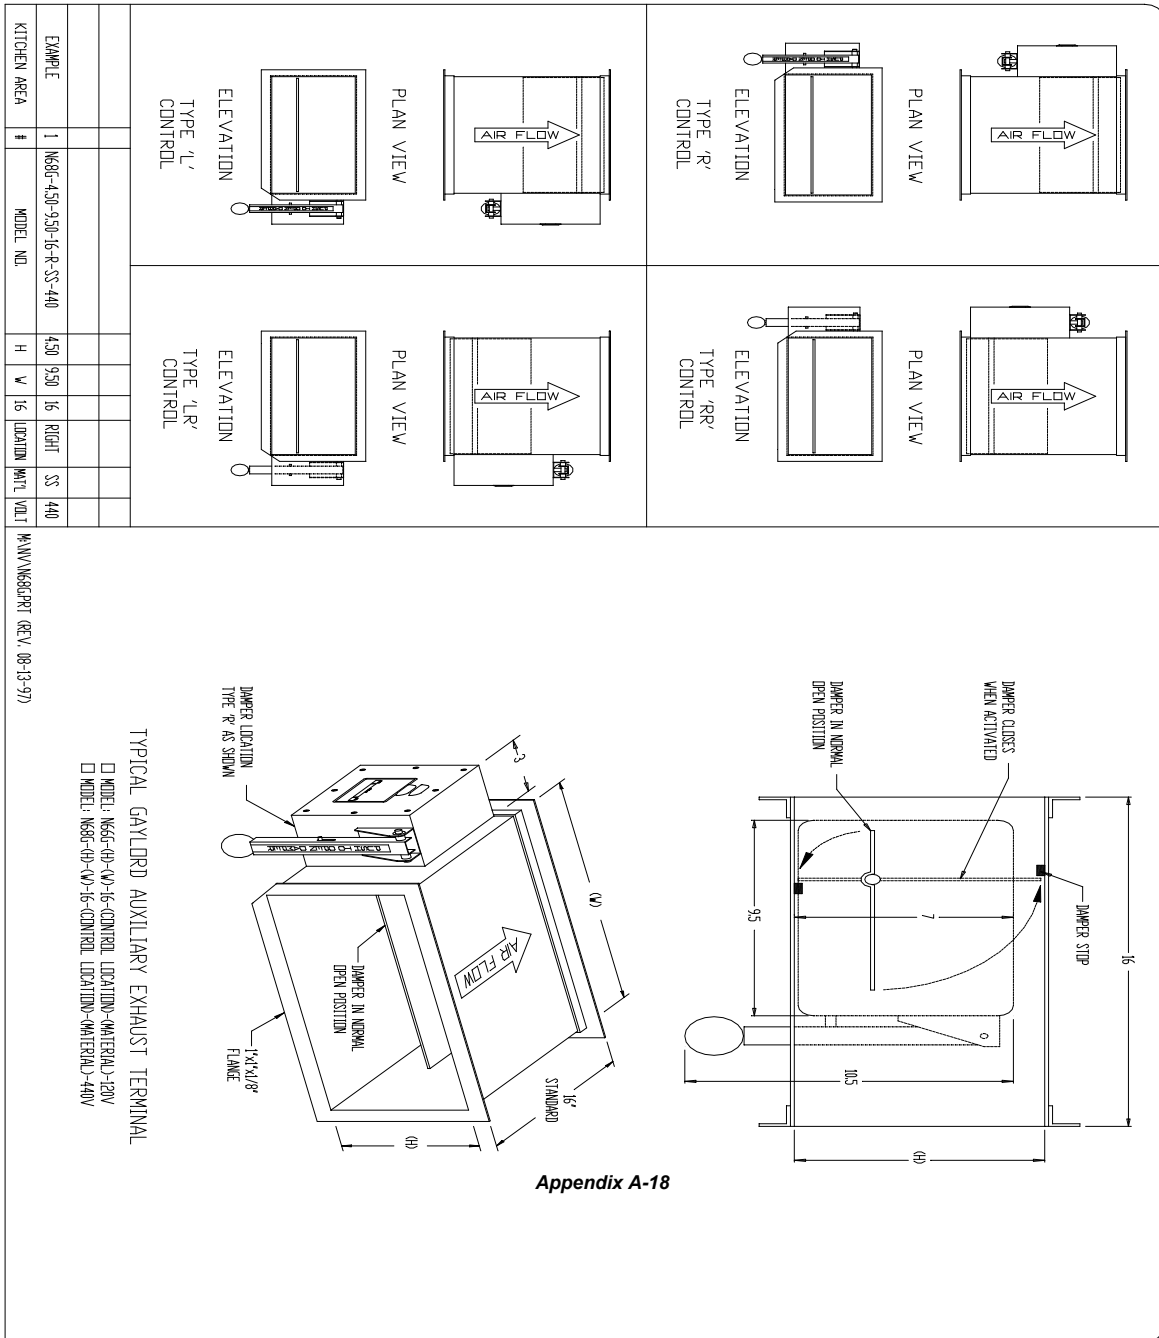 PLAN VIEW
AIR FLOW
ELEVATION
TYPE 'L'
CONTROL
PLAN VIEW
AIR FLOW
ELEVATION
TYPE 'R'
CONTROL
PLAN VIEW
AIR FLOW
ELEVATION
TYPE 'LR'
CONTROL
PLAN VIEW
AIR FLOW
ELEVATION
TYPE 'RR'
CONTROL
EXAMPLE 1 N68G-4.50-9.50-16-R-SS-440 4.50 9.50 16 RIGHT SS 440
KITCHEN AREA # MODEL NO. H W 16 LOCATION MAT'L VOLT
M:\NV\N68G.PRT (REV. 08-13-97)
16
DAMPER STOP
DAMPER CLOSES
WHEN ACTIVATED
DAMPER IN NORMAL
OPEN POSITION
7
9.5
10.5
(H)
3
(W)
AIR FLOW
DAMPER LOCATION
TYPE 'R' AS SHOWN
DAMPER IN NORMAL
OPEN POSITION
1"x1"x1/8"
FLANGE
16"
STANDARD
(H)
TYPICAL GAYLORD AUXILIARY EXHAUST TERMINAL
MODEL: N66G-(H)-(W)-16-(CONTROL LOCATION)-(MATERIAL)-120V
MODEL: N68G-(H)-(W)-16-(CONTROL LOCATION)-(MATERIAL)-440V
Appendix A-18